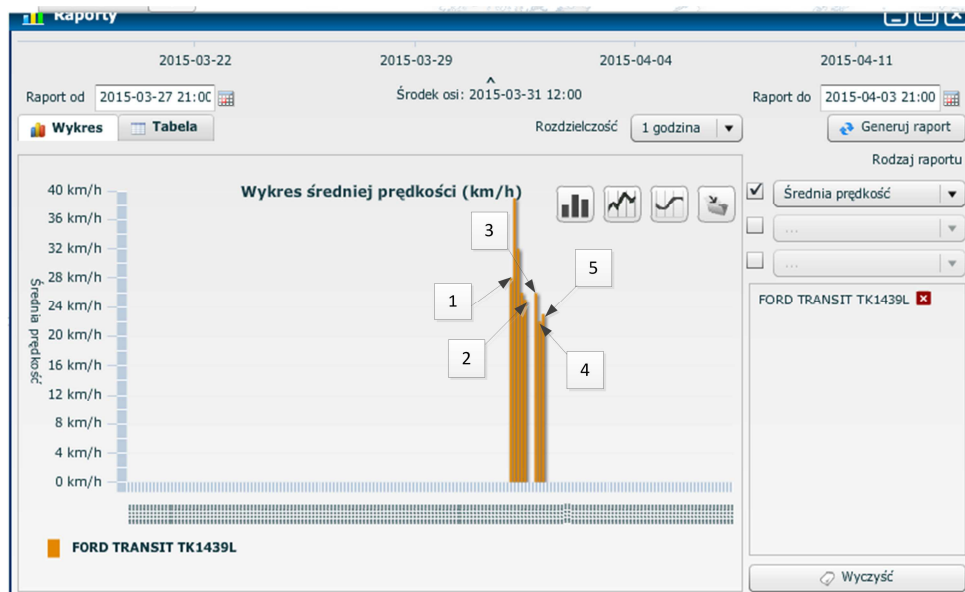 Raporty
2015-03-22 2015-03-29 2015-04-04 2015-04-11
Raport od 2015-03-27 21:00 Środek osi: 2015-03-31 12:00 Raport do 2015-04-03 21:00
Wykres Tabela Rozdzielczość 1 godzina Generuj raport
Rodzaj raportu
Wykres średniej prędkości (km/h)
Średnia prędkość
...
...
40 km/h
36 km/h
32 km/h
28 km/h
24 km/h
20 km/h
16 km/h
12 km/h
8 km/h
4 km/h
0 km/h
Średnia prędkość
3
5
1
2
4
FORD TRANSIT TK1439L
FORD TRANSIT TK1439L
Wyczyść